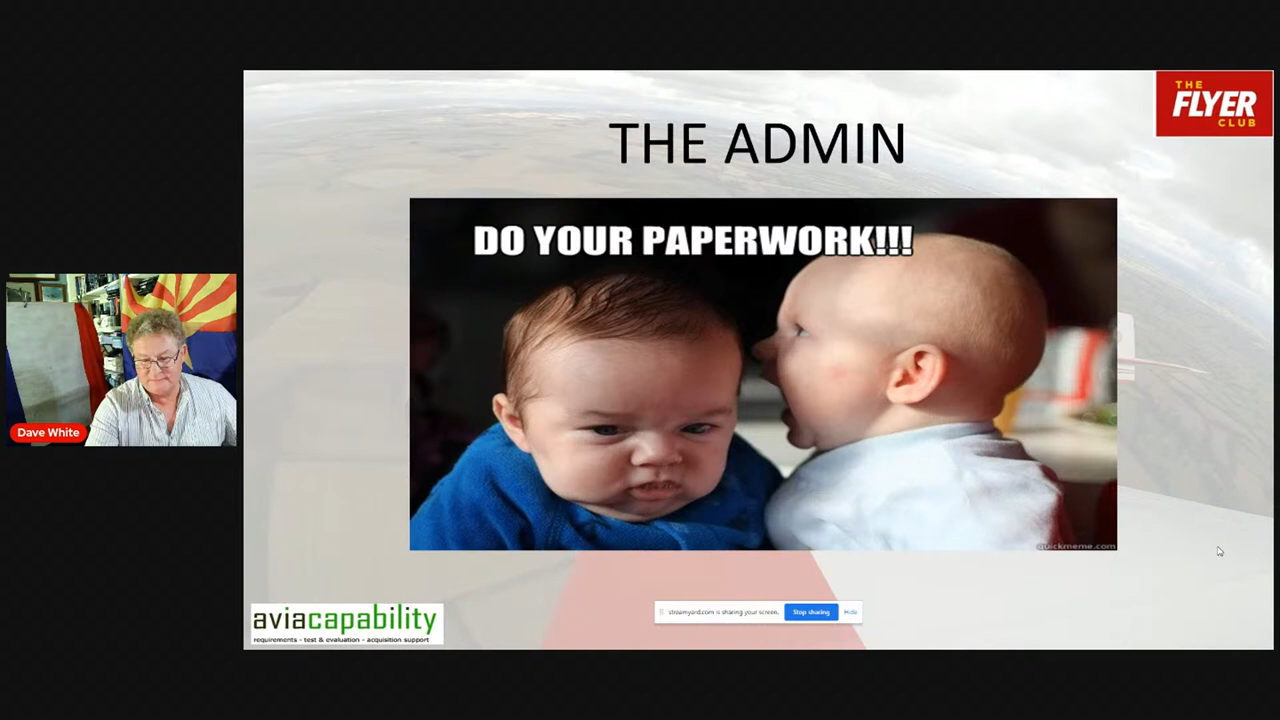 THE
FLYER
CLUB
THE ADMIN
DO YOUR PAPERWORK!!!
Dave White
quickmeme.com
aviacapability
requirements - test & evaluation - acquisition support
streamyard.com is sharing your screen.
Stop sharing
Hide